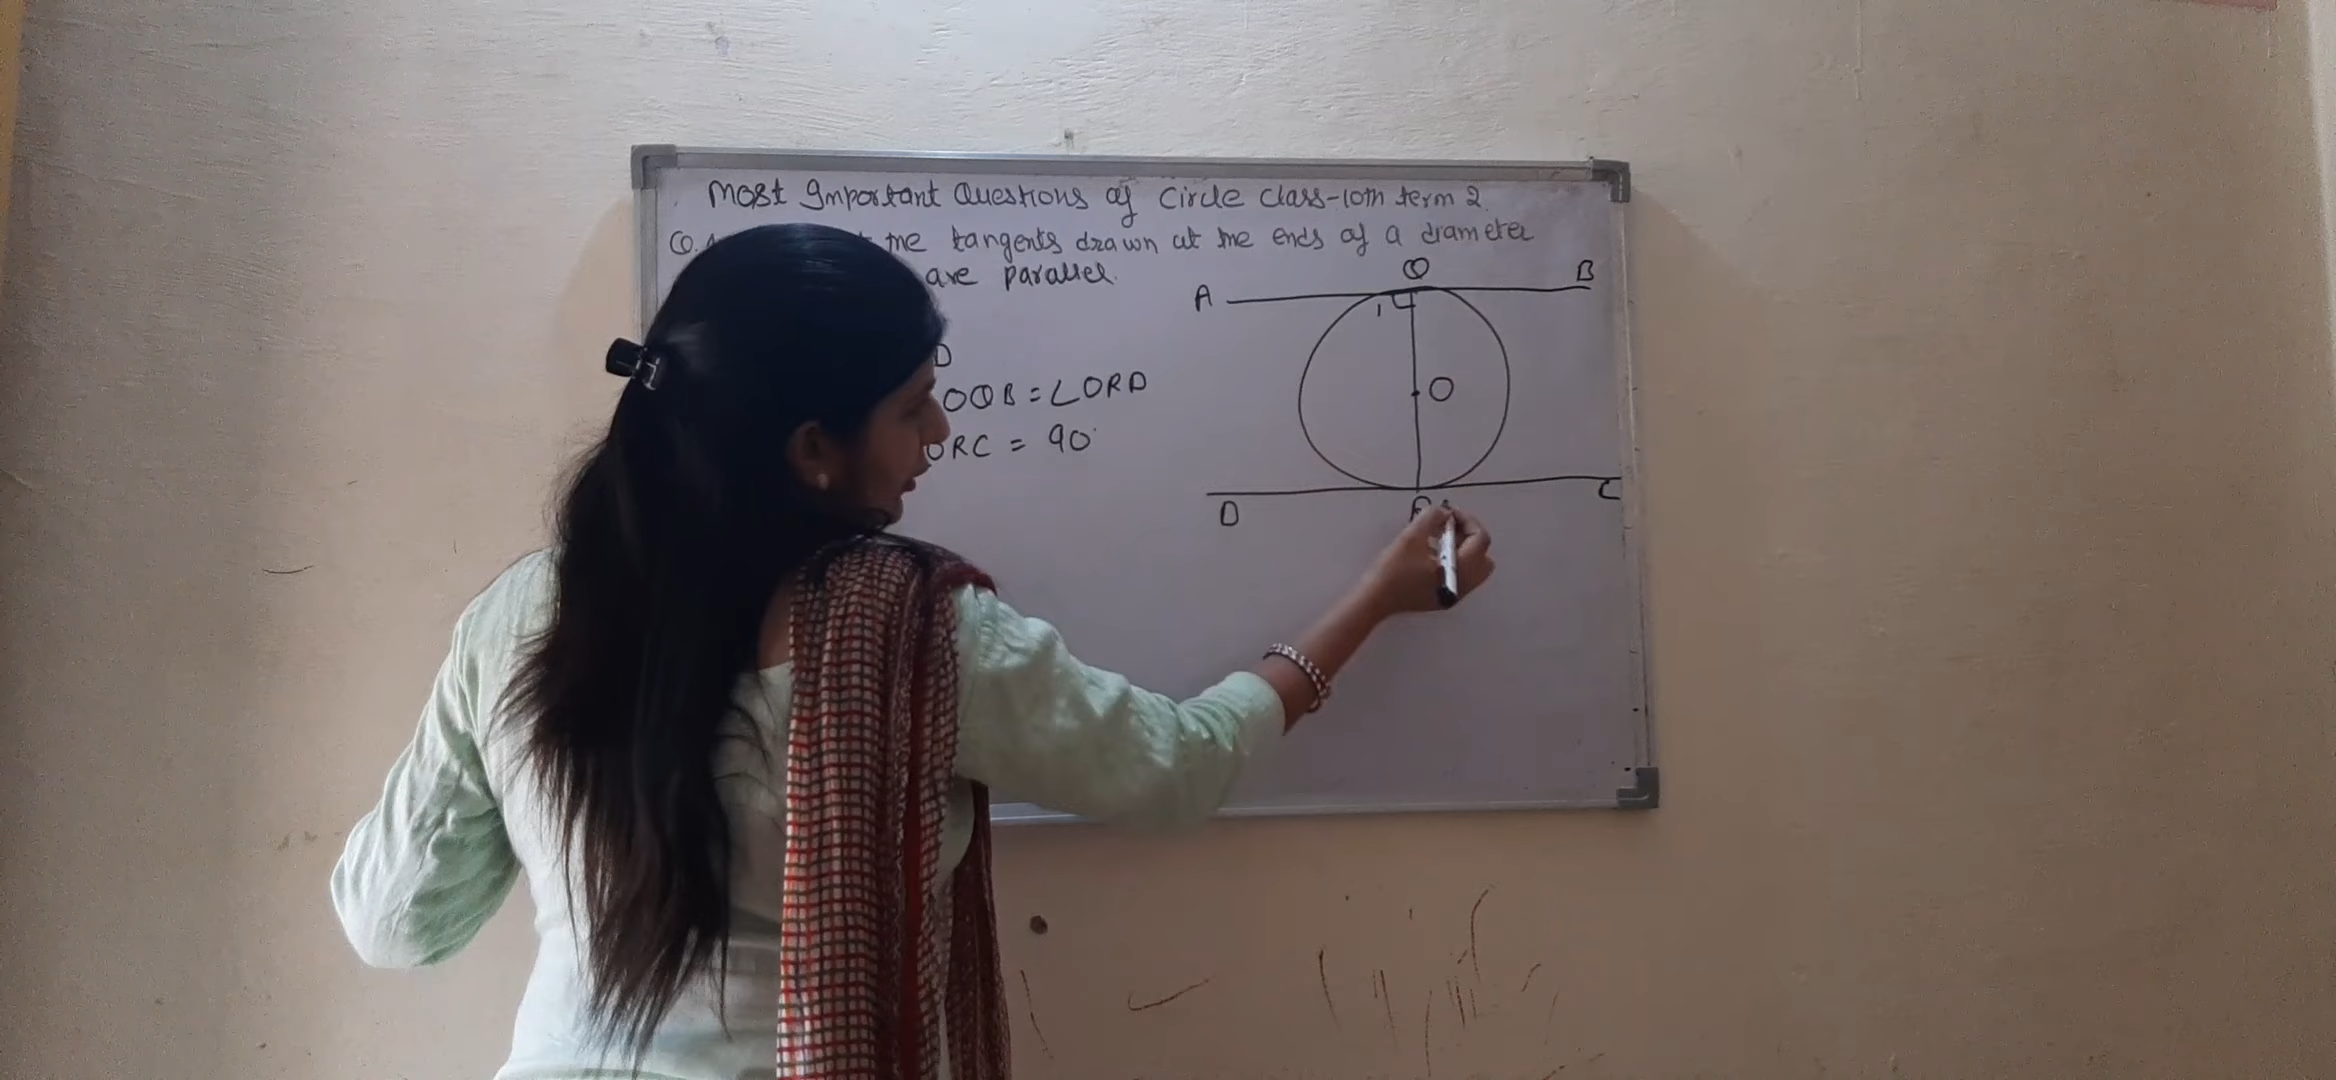 Most Important Questions of Circle Class-10th term 2.
Q. the tangents drawn at the ends of a diameter
are parallel.
Q
B
A
1
D
OQB = ∠ORD
O
ORC = 90°
C
D